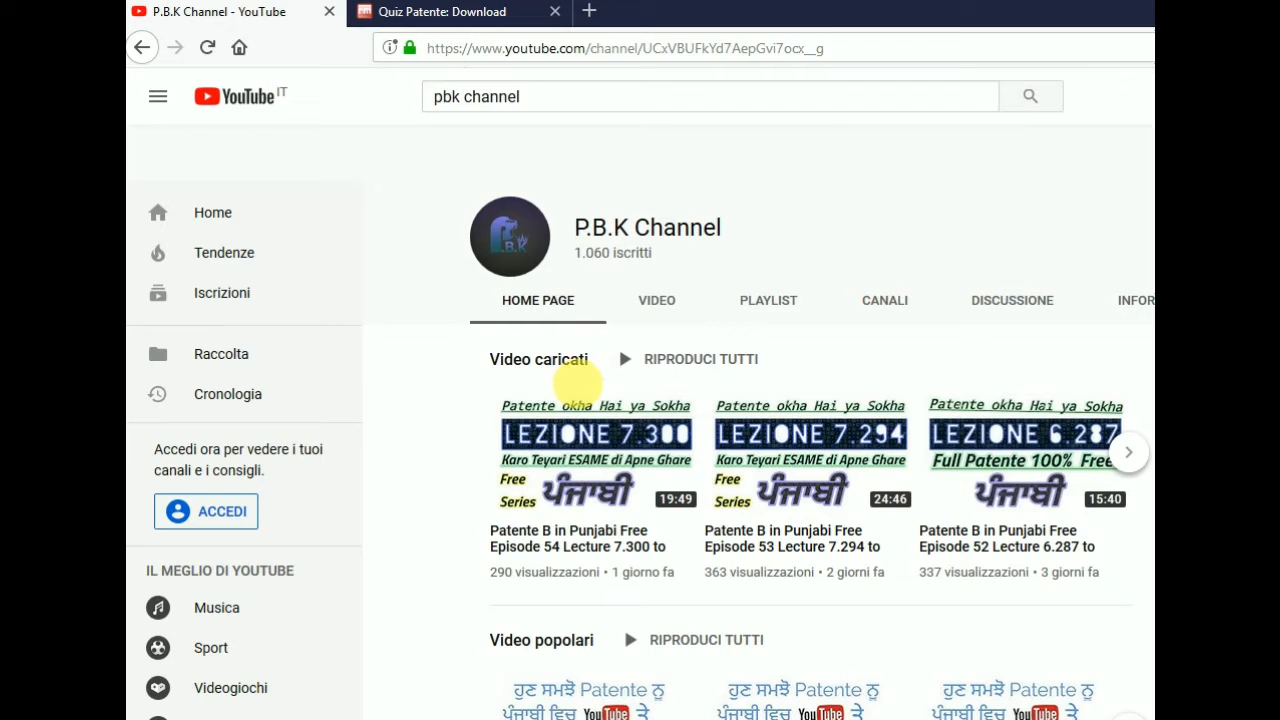 P.B.K Channel - YouTube
Quiz Patente: Download
https://www.youtube.com/channel/UCxVBUFkYd7AepGvi7ocx__g
YouTube IT
pbk channel
Home
Tendenze
Iscrizioni
Raccolta
Cronologia
Accedi ora per vedere i tuoi
canali e i consigli.
ACCEDI
IL MEGLIO DI YOUTUBE
Musica
Sport
Videogiochi
P.B.K
P.B.K Channel
1.060 iscritti
HOME PAGE VIDEO PLAYLIST CANALI DISCUSSIONE INFOR
Video caricati RIPRODUCI TUTTI
Patente okha Hai ya Sokha
LEZIONE 7.300
Karo Teyari ESAME di Apne Ghare
Free
Series ਪੰਜਾਬੀ
19:49
Patente B in Punjabi Free
Episode 54 Lecture 7.300 to
290 visualizzazioni • 1 giorno fa
Patente okha Hai ya Sokha
LEZIONE 7.294
Karo Teyari ESAME di Apne Ghare
Free
Series ਪੰਜਾਬੀ
24:46
Patente B in Punjabi Free
Episode 53 Lecture 7.294 to
363 visualizzazioni • 2 giorni fa
Patente okha Hai ya Sokha
LEZIONE 6.287
Full Patente 100% Free
ਪੰਜਾਬੀ
15:40
Patente B in Punjabi Free
Episode 52 Lecture 6.287 to
337 visualizzazioni • 3 giorni fa
Video popolari RIPRODUCI TUTTI
ਹੁਣ ਸਮਝੋ Patente ਨੂ
ਪੰਜਾਬੀ ਵਿਚ YouTube ਤੇ
ਹੁਣ ਸਮਝੋ Patente ਨੂ
ਪੰਜਾਬੀ ਵਿਚ YouTube ਤੇ
ਹੁਣ ਸਮਝੋ Patente ਨੂ
ਪੰਜਾਬੀ ਵਿਚ YouTube ਤੇ